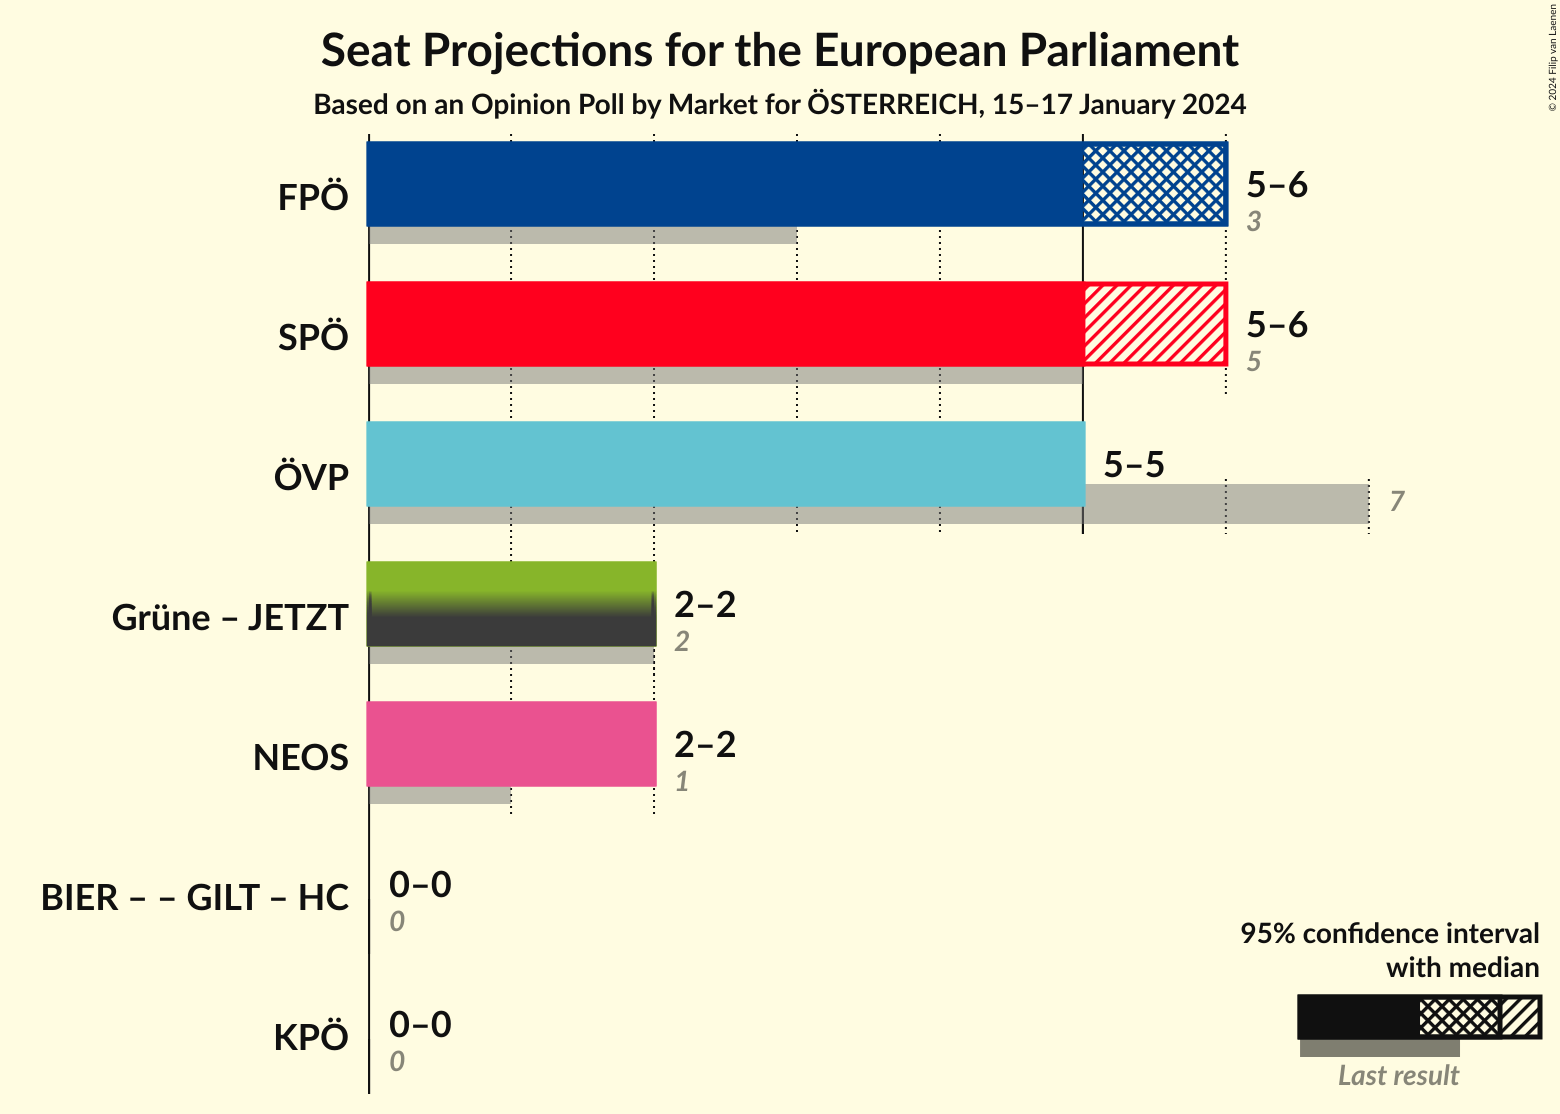 Seat Projections for the European Parliament
Based on an Opinion Poll by Market for ÖSTERREICH, 15–17 January 2024
© 2024 Filip van Laenen
FPÖ
5–6
3
SPÖ
5–6
5
ÖVP
5–5
7
Grüne – JETZT
2–2
2
NEOS
2–2
1
BIER – – GILT – HC
0–0
0
KPÖ
0–0
0
95% confidence interval
with median
Last result